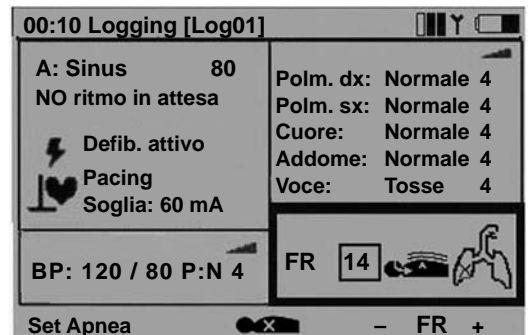 00:10 Logging [Log01]
A: Sinus 80
NO ritmo in attesa
Defib. attivo
Pacing
Soglia: 60 mA
BP: 120 / 80 P:N 4
Polm. dx: Normale 4
Polm. sx: Normale 4
Cuore: Normale 4
Addome: Normale 4
Voce: Tosse 4
FR 14
Set Apnea – FR +